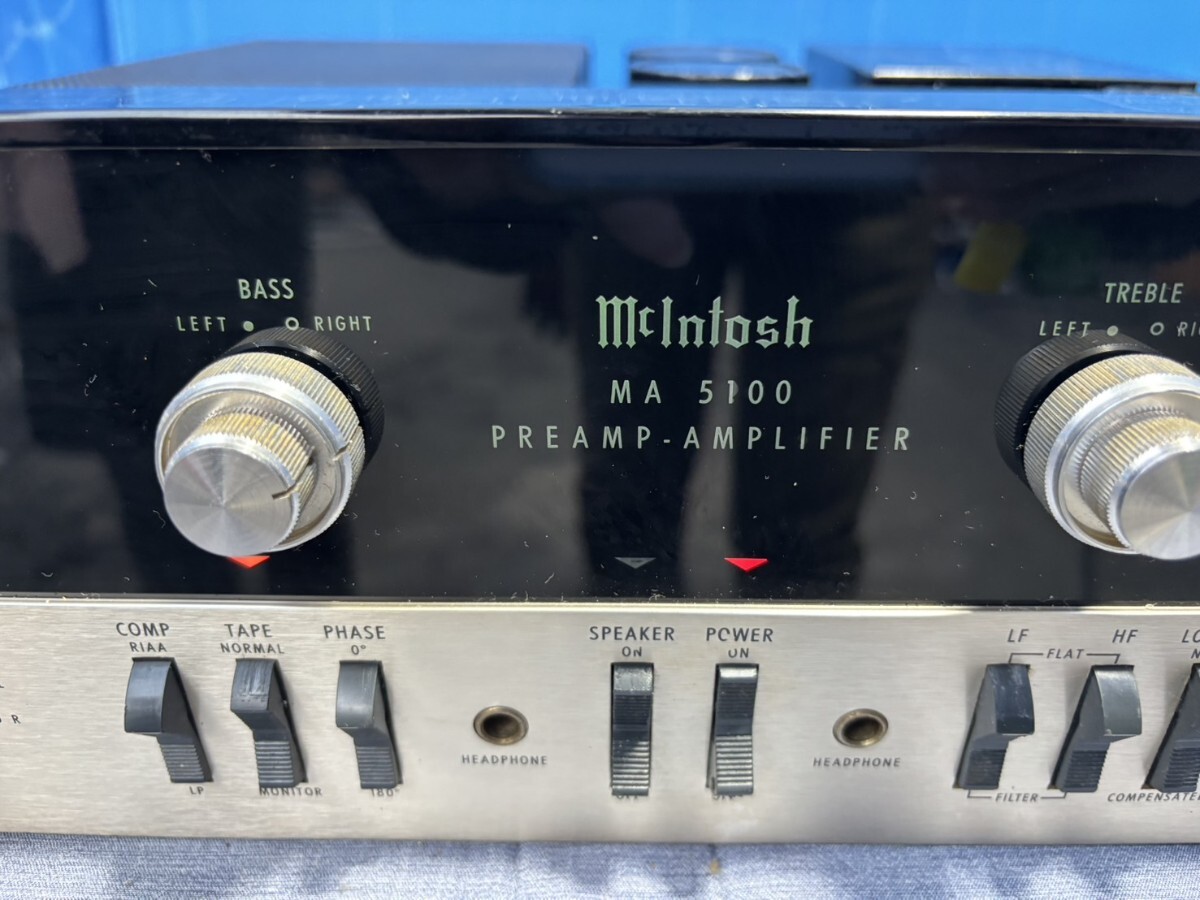 BASS
LEFT RIGHT
McIntosh
MA 5100
PREAMP-AMPLIFIER
TREBLE
LEFT
COMP
RIAA
LP
TAPE
NORMAL
MONITOR
PHASE
0°
180°
HEADPHONE
SPEAKER
ON
POWER
ON
HEADPHONE
LF HF
FLAT
FILTER
R